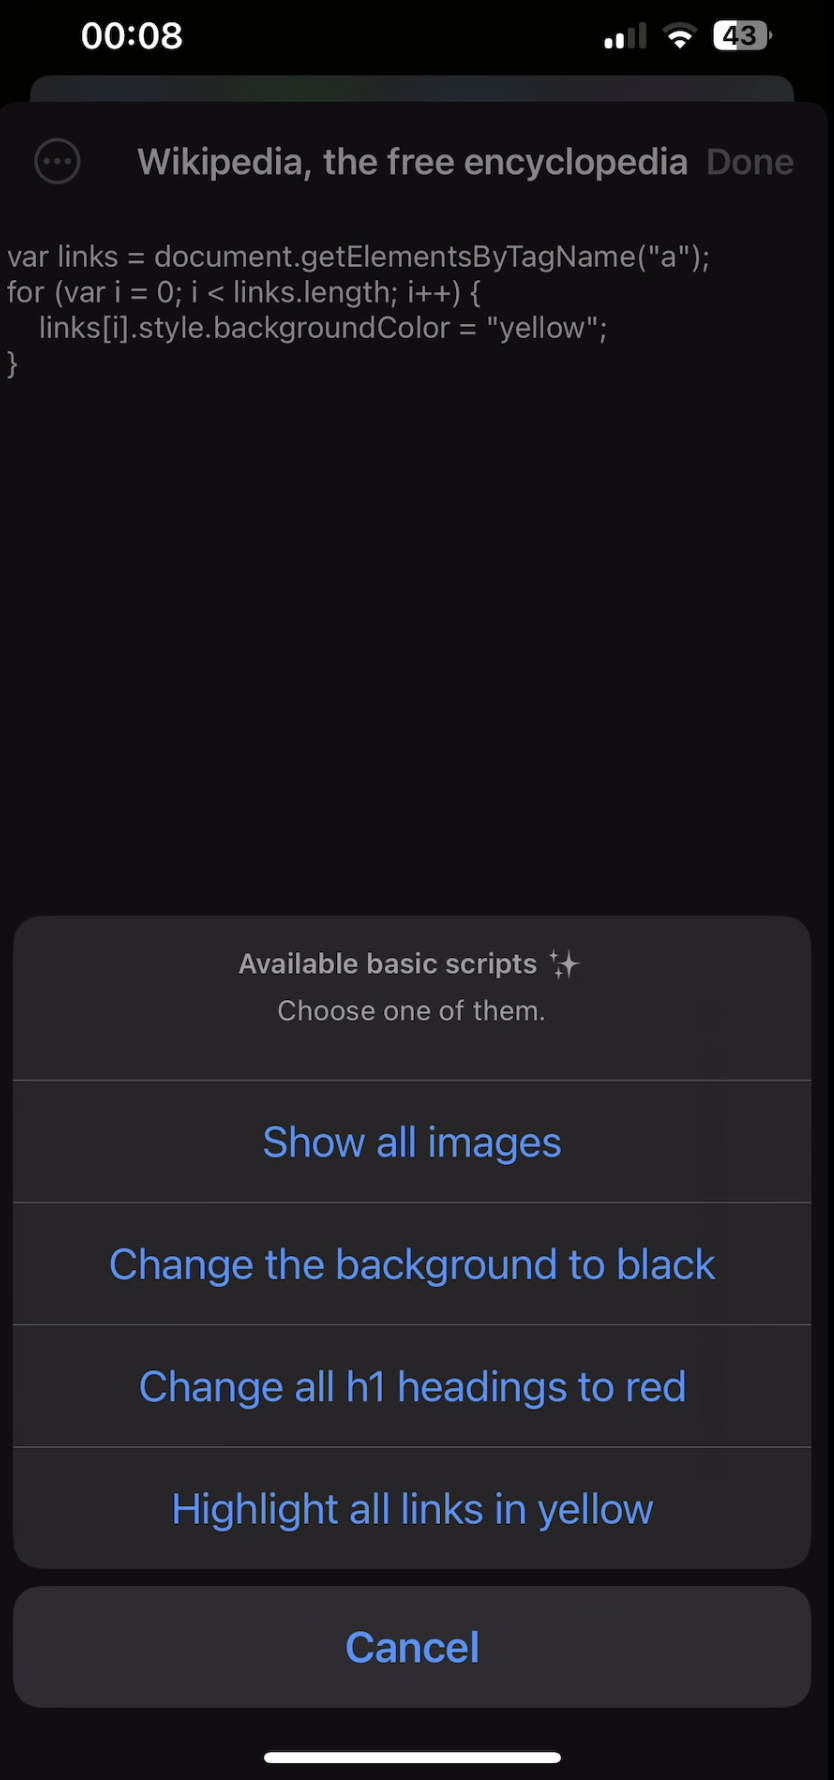 00:08
43
Wikipedia, the free encyclopedia Done
var links = document.getElementsByTagName("a");
for (var i = 0; i < links.length; i++) {
    links[i].style.backgroundColor = "yellow";
}
Available basic scripts ✨
Choose one of them.
Show all images
Change the background to black
Change all h1 headings to red
Highlight all links in yellow
Cancel